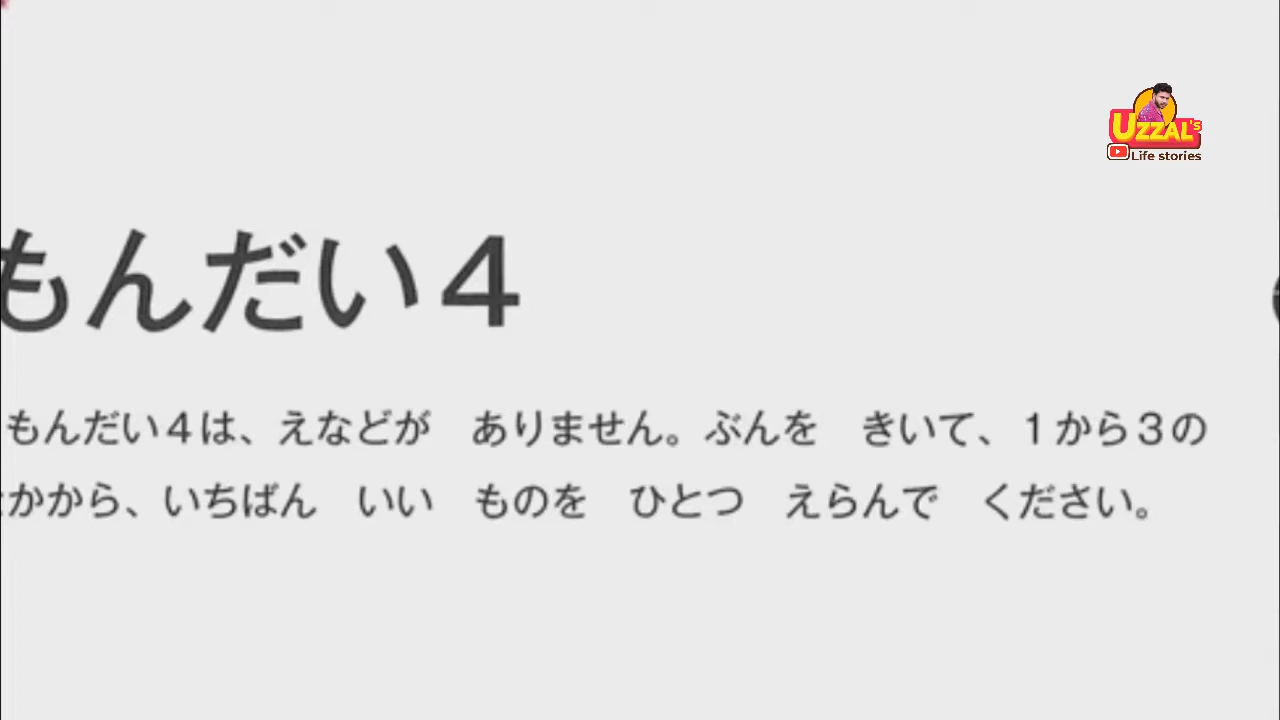 UZZAL's
Life stories
もんだい４
もんだい４は、えなどが　ありません。ぶんを　きいて、１から３の
なかから、いちばん　いい　ものを　ひとつ　えらんで　ください。